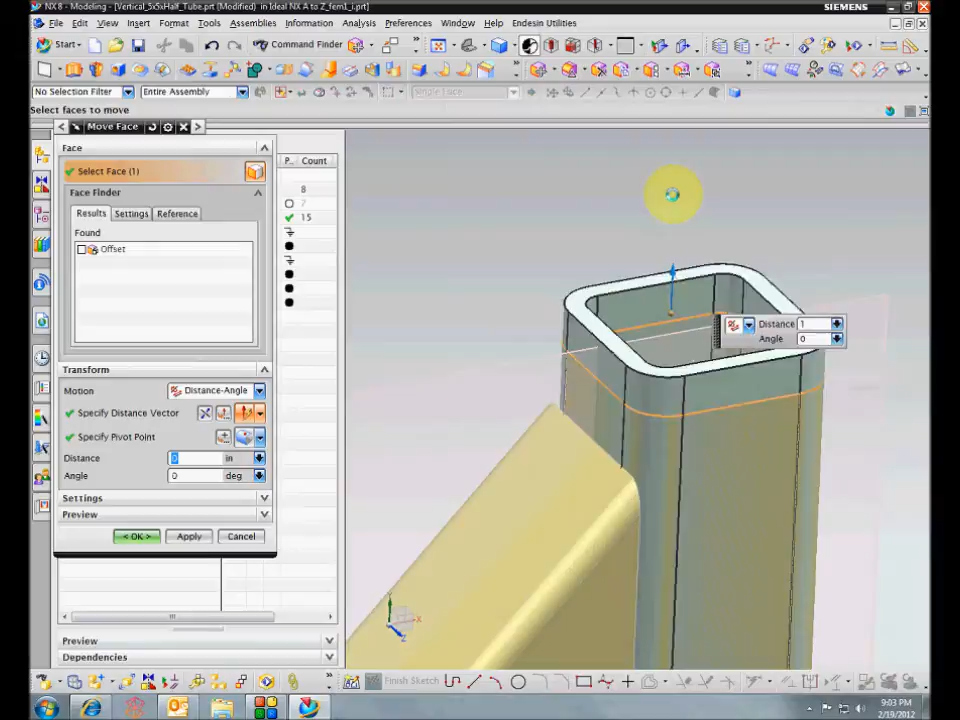 NX 8 - Modeling - [Vertical_5x5xHalf_Tube.prt (Modified) in Ideal NX A to Z_fem1_i.prt]
SIEMENS
File Edit View Insert Format Tools Assemblies Information Analysis Preferences Window Help Endesin Utilities
Start
Command Finder
No Selection Filter
Entire Assembly
Single Face
Select faces to move
Move Face
Face
P.. Count
Select Face (1)
8
Face Finder
7
Results Settings Reference
15
Found
Offset
Distance 1
Angle 0
Transform
Motion Distance-Angle
Specify Distance Vector
Specify Pivot Point
Distance 0 in
Angle 0 deg
Settings
Preview
< OK > Apply Cancel
X
Z
Preview
Dependencies
Finish Sketch
9:03 PM
2/19/2012